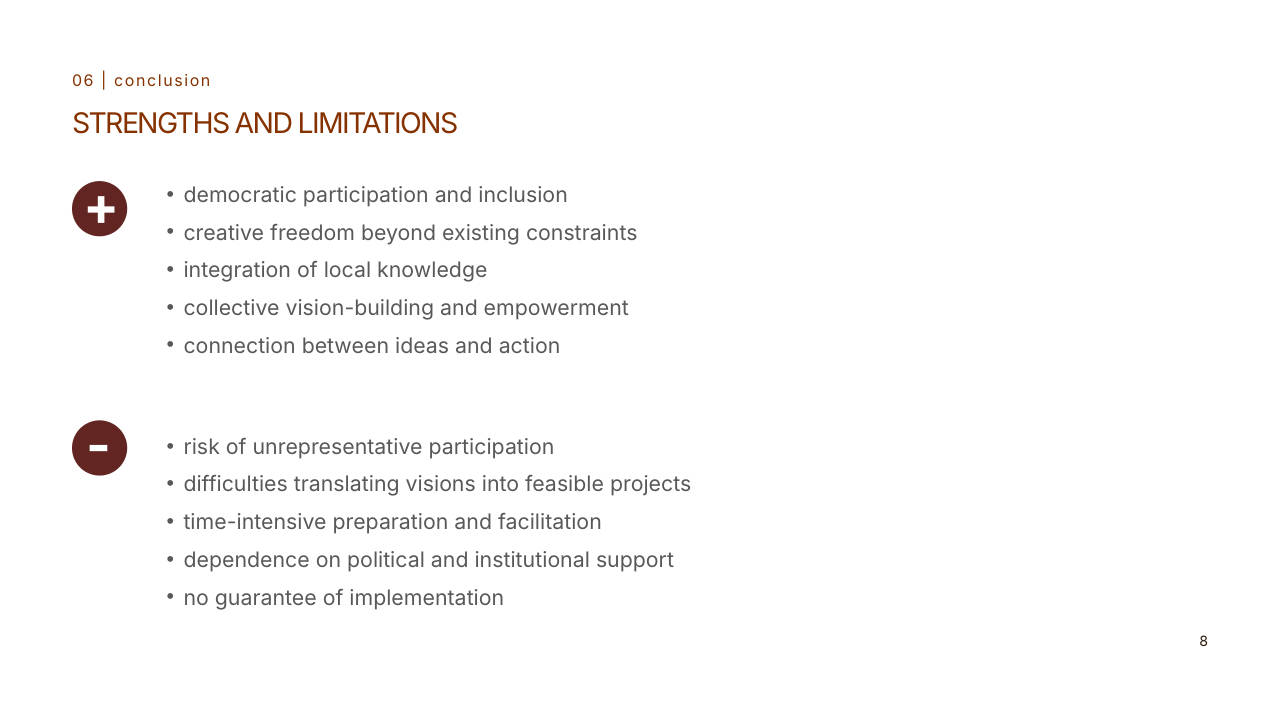 06 | conclusion
STRENGTHS AND LIMITATIONS
+
• democratic participation and inclusion
• creative freedom beyond existing constraints
• integration of local knowledge
• collective vision-building and empowerment
• connection between ideas and action
-
• risk of unrepresentative participation
• difficulties translating visions into feasible projects
• time-intensive preparation and facilitation
• dependence on political and institutional support
• no guarantee of implementation
8